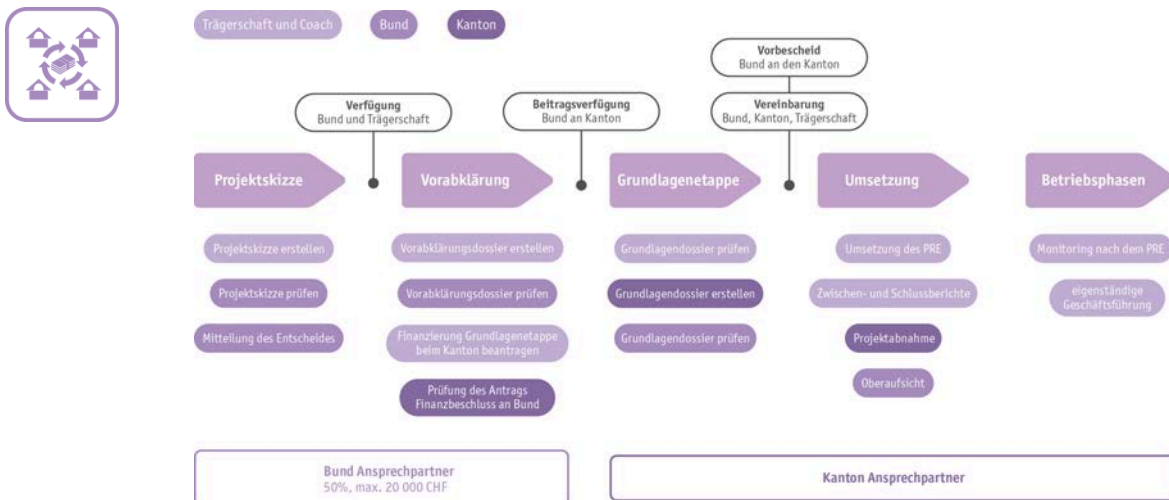 Trägerschaft und Coach
Bund
Kanton
Vorbescheid
Bund an den Kanton
Verfügung
Bund und Trägerschaft
Beitragsverfügung
Bund an Kanton
Vereinbarung
Bund, Kanton, Trägerschaft
Projektskizze
Vorabklärung
Grundlagenetappe
Umsetzung
Betriebsphasen
Projektskizze erstellen
Vorabklärungsdossier erstellen
Grundlagendossier prüfen
Umsetzung des PRE
Monitoring nach dem PRE
Projektskizze prüfen
Vorabklärungsdossier prüfen
Grundlagendossier erstellen
Zwischen- und Schlussberichte
eigenständige
Geschäftsführung
Mitteilung des Entscheides
Finanzierung Grundlagenetappe
beim Kanton beantragen
Grundlagendossier prüfen
Projektabnahme
Prüfung des Antrags
Finanzbeschluss an Bund
Oberaufsicht
Bund Ansprechpartner
50%, max. 20 000 CHF
Kanton Ansprechpartner